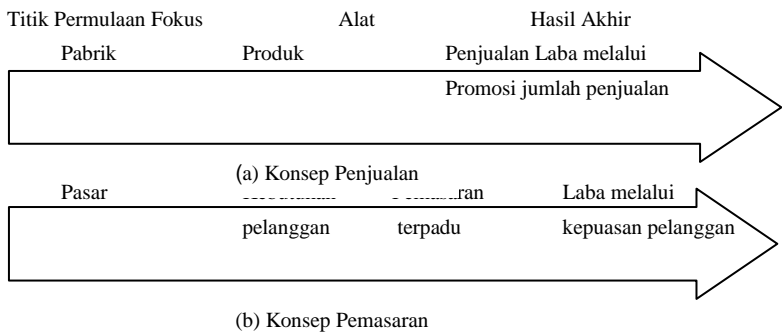 Titik Permulaan Fokus Alat Hasil Akhir
Pabrik Produk Penjualan Laba melalui
Promosi jumlah penjualan
(a) Konsep Penjualan
Pasar Laba melalui
pelanggan terpadu kepuasan pelanggan
(b) Konsep Pemasaran